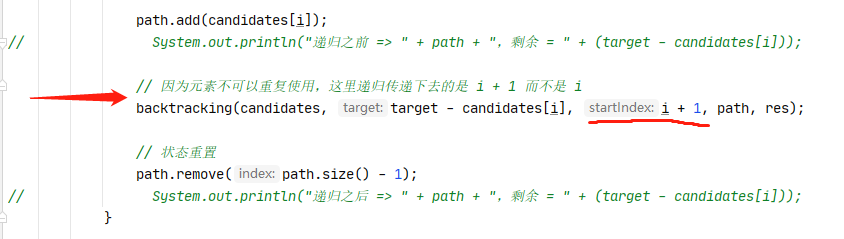 path.add(candidates[i]);
// System.out.println("递归之前 => " + path + "，剩余 = " + (target - candidates[i]));
// 因为元素不可以重复使用，这里递归传递下去的是 i + 1 而不是 i
backtracking(candidates, target: target - candidates[i], startIndex: i + 1, path, res);
// 状态重置
path.remove( index: path.size() - 1);
// System.out.println("递归之后 => " + path + "，剩余 = " + (target - candidates[i]));
}